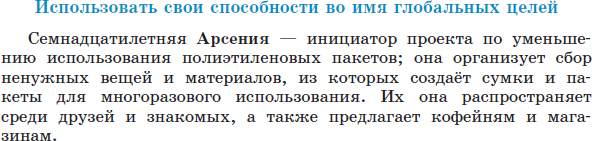 Использовать свои способности во имя глобальных целей
Семнадцатилетняя Арсения — инициатор проекта по уменьше-
нию использования полиэтиленовых пакетов; она организует сбор
ненужных вещей и материалов, из которых создаёт сумки и па-
кеты для многоразового использования. Их она распространяет
среди друзей и знакомых, а также предлагает кофейням и мага-
зинам.